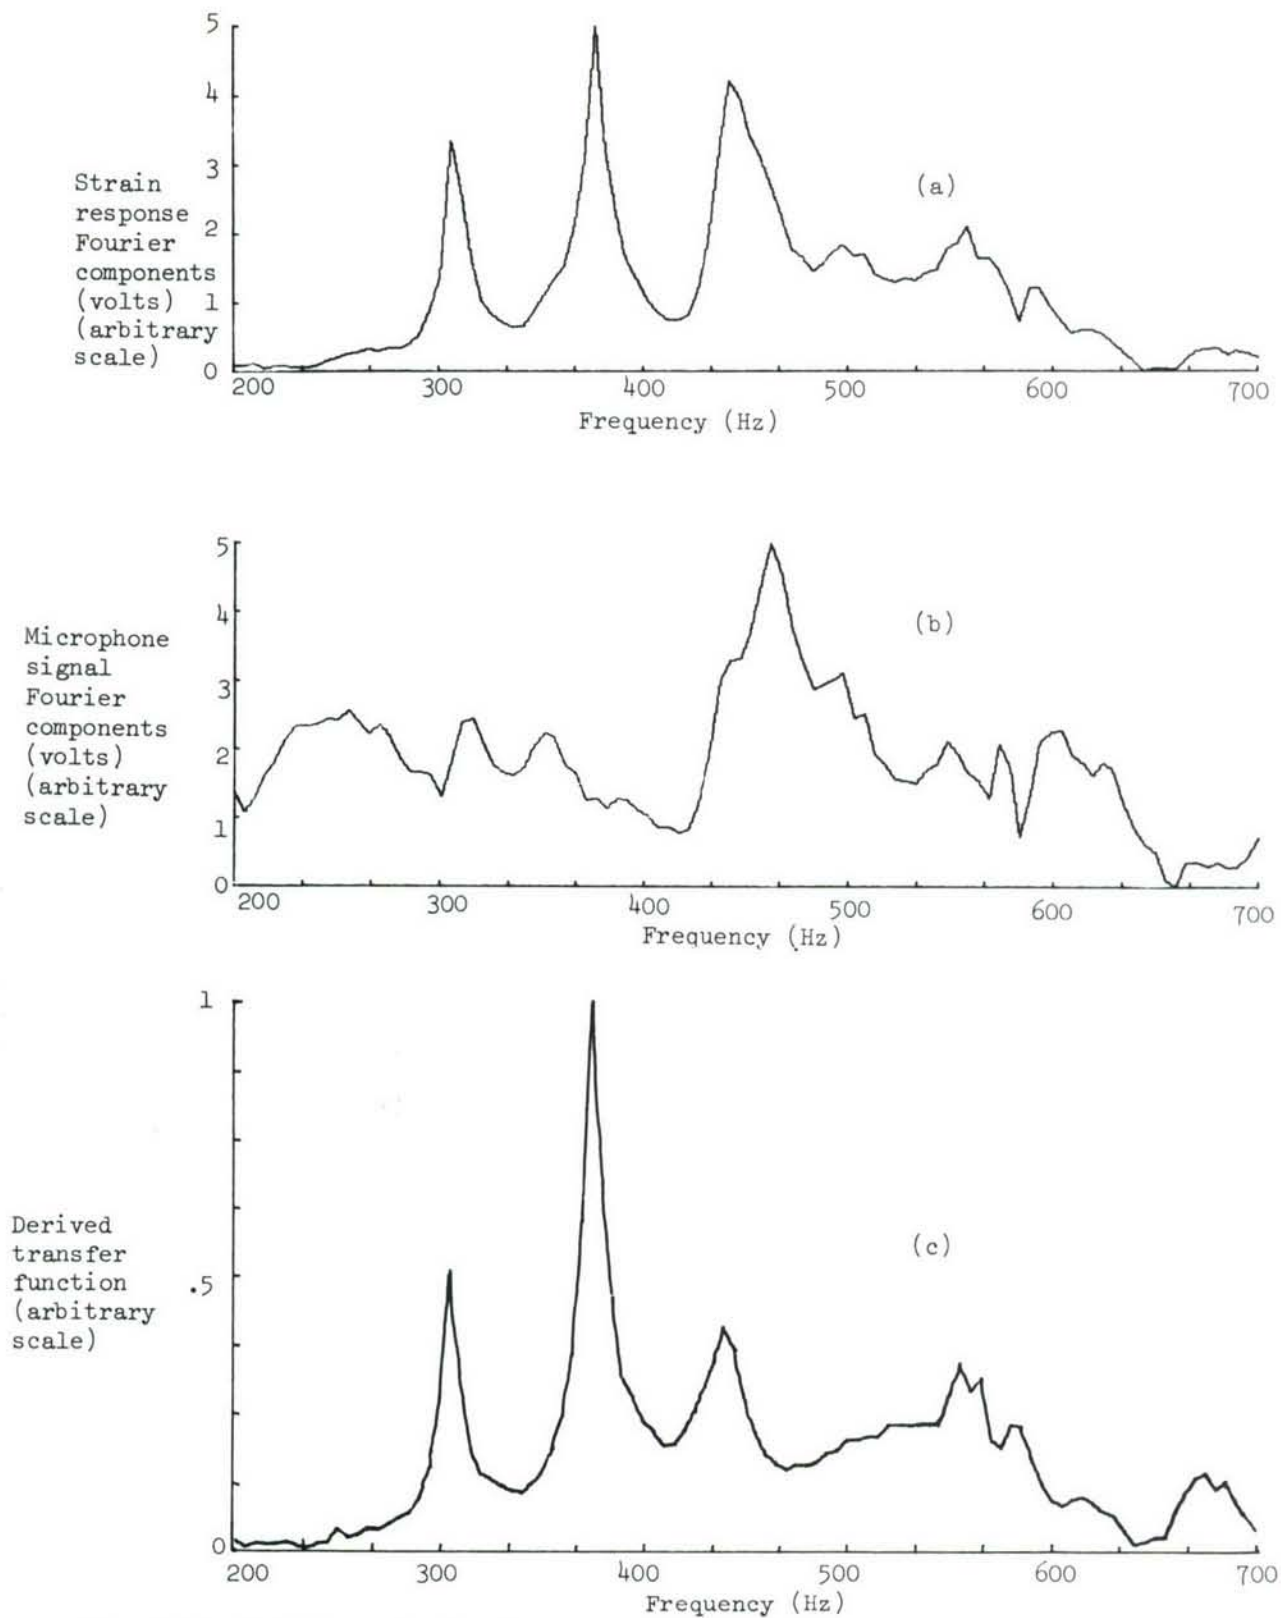 5
4
3
2
1
0
Strain
response
Fourier
components
(volts)
(arbitrary
scale)
(a)
200 300 400 500 600 700
Frequency (Hz)
5
4
3
2
1
0
Microphone
signal
Fourier
components
(volts)
(arbitrary
scale)
(b)
200 300 400 500 600 700
Frequency (Hz)
1
.5
0
Derived
transfer
function
(arbitrary
scale)
(c)
200 300 400 500 600 700
Frequency (Hz)